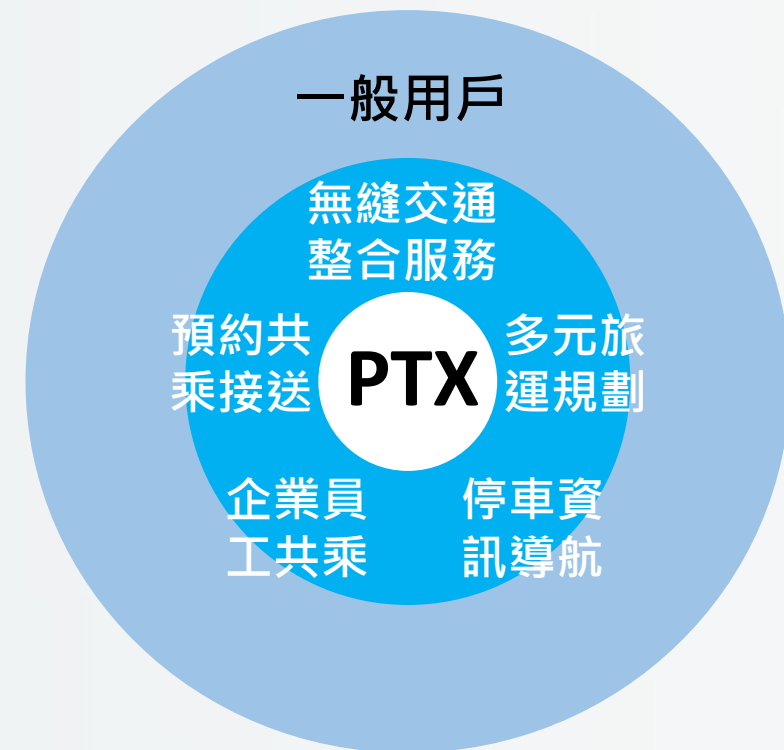 一般用戶
無縫交通
整合服務
預約共
乘接送
PTX
多元旅
運規劃
企業員
工共乘
停車資
訊導航